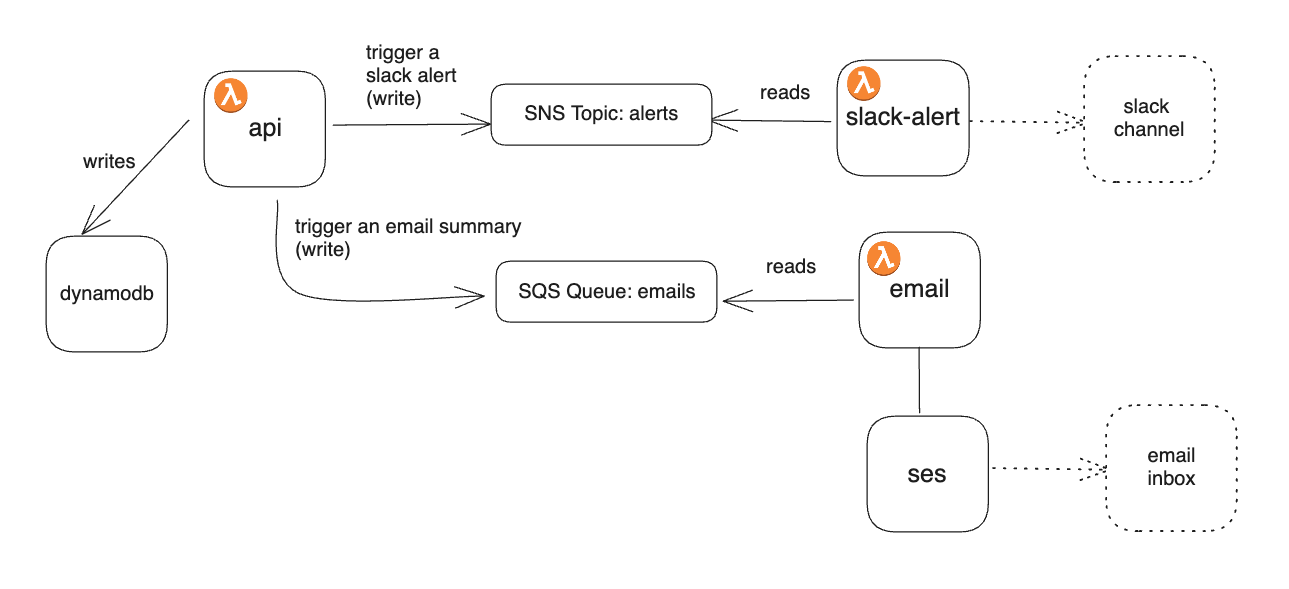 trigger a
slack alert
(write)
λ
api
SNS Topic: alerts
reads
λ
slack-alert
slack
channel
writes
trigger an email summary
(write)
dynamodb
SQS Queue: emails
reads
λ
email
ses
email
inbox